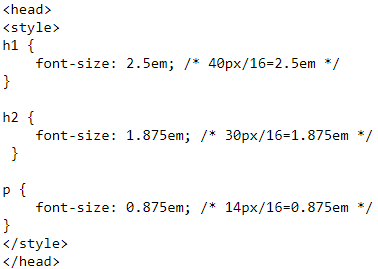 <head>
<style>
h1 {
    font-size: 2.5em; /* 40px/16=2.5em */
}

h2 {
    font-size: 1.875em; /* 30px/16=1.875em */
 }

p {
    font-size: 0.875em; /* 14px/16=0.875em */
}
</style>
</head>